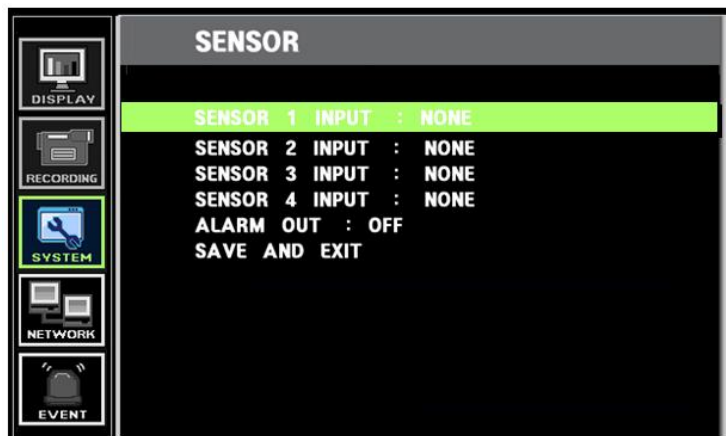 SENSOR
DISPLAY
RECORDING
SYSTEM
NETWORK
EVENT
SENSOR 1 INPUT : NONE
SENSOR 2 INPUT : NONE
SENSOR 3 INPUT : NONE
SENSOR 4 INPUT : NONE
ALARM OUT : OFF
SAVE AND EXIT